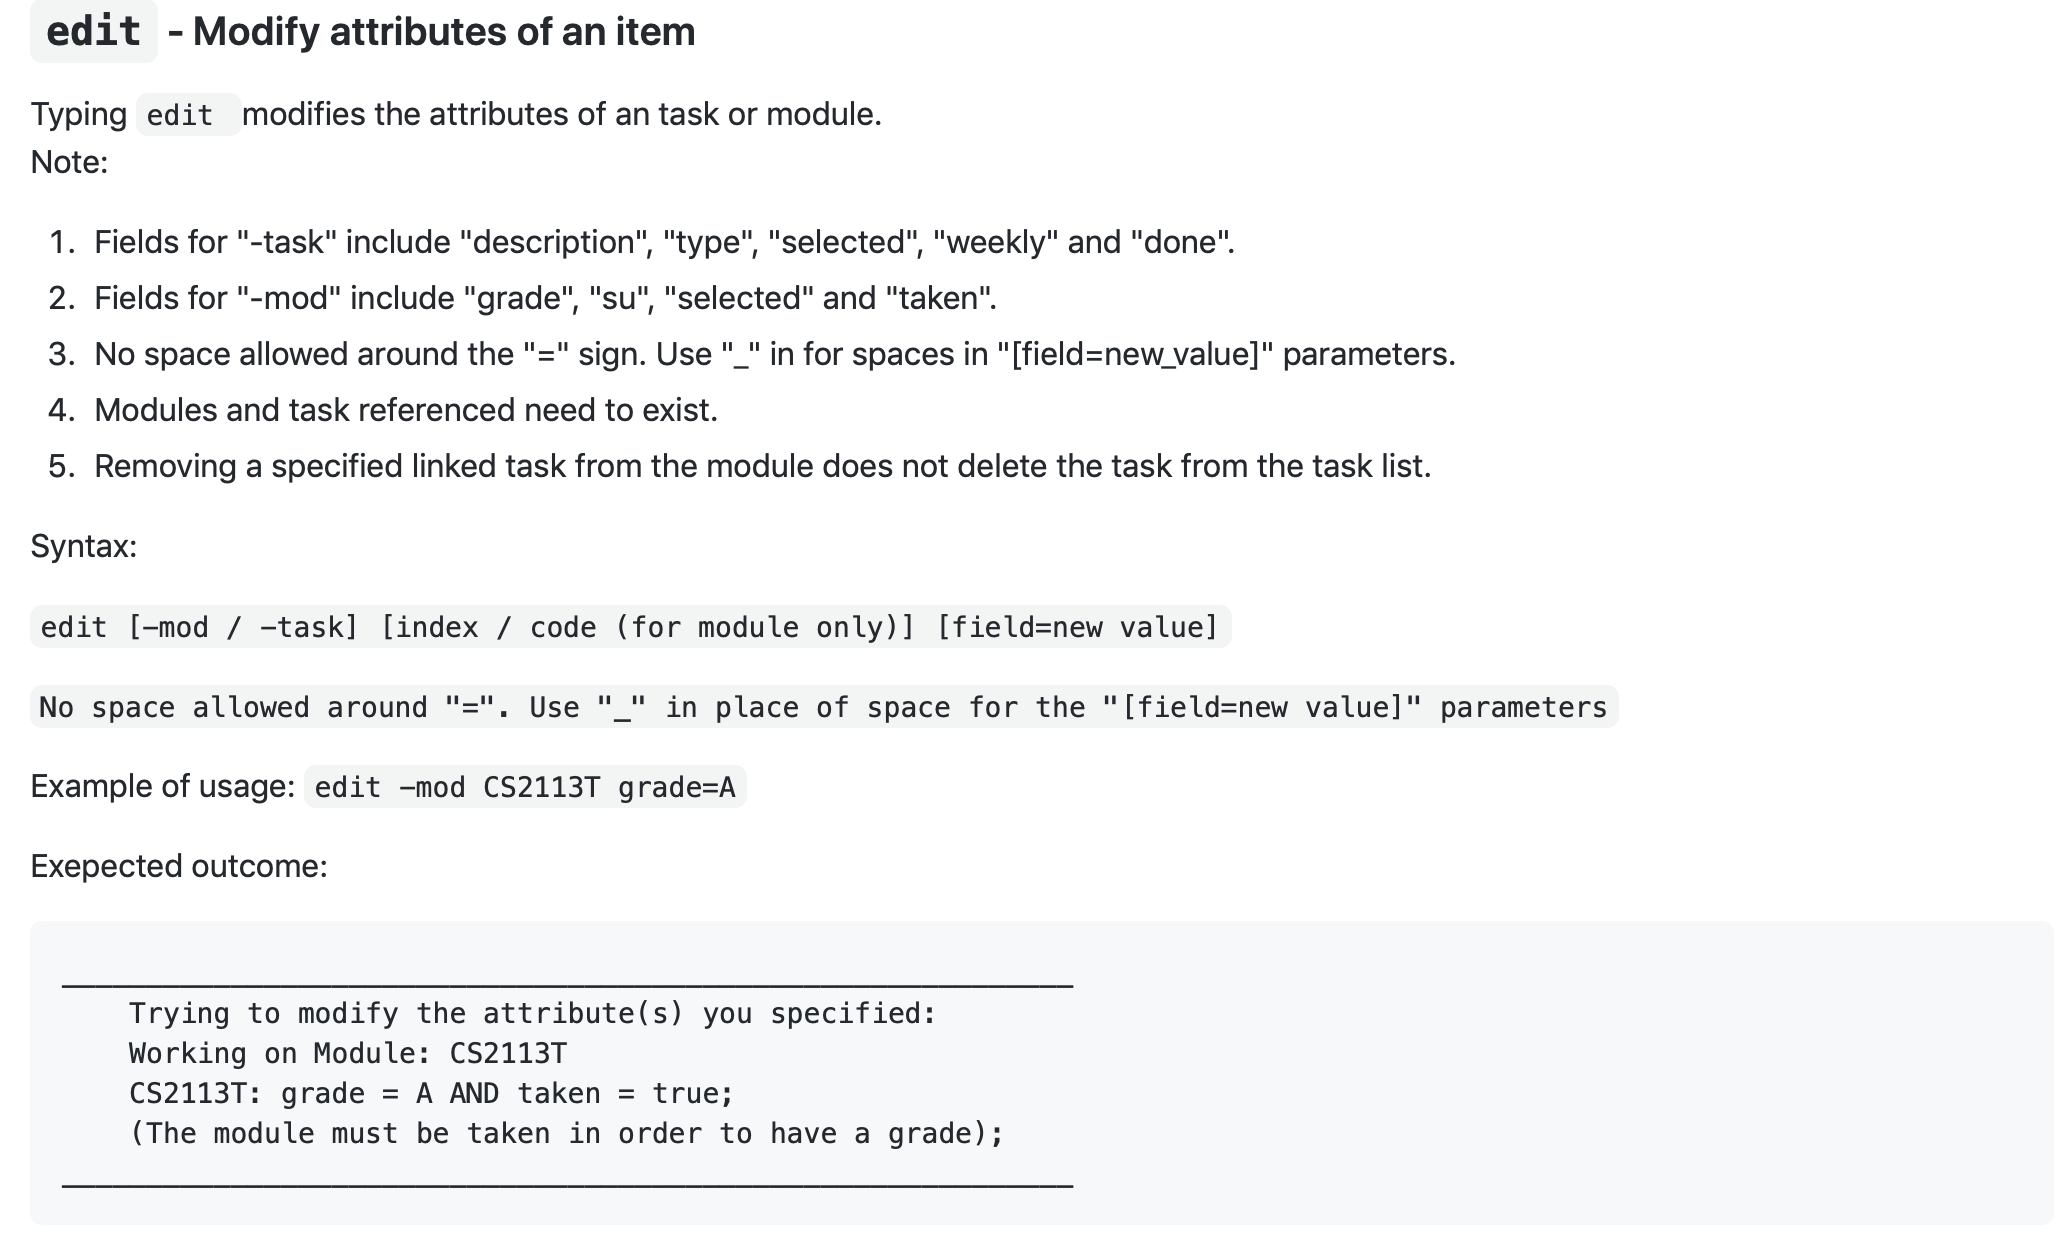 edit - Modify attributes of an item
Typing edit modifies the attributes of an task or module.
Note:
1. Fields for "-task" include "description", "type", "selected", "weekly" and "done".
2. Fields for "-mod" include "grade", "su", "selected" and "taken".
3. No space allowed around the "=" sign. Use "_" in for spaces in "[field=new_value]" parameters.
4. Modules and task referenced need to exist.
5. Removing a specified linked task from the module does not delete the task from the task list.
Syntax:
edit [-mod / -task] [index / code (for module only)] [field=new value]
No space allowed around "=". Use "_" in place of space for the "[field=new value]" parameters
Example of usage: edit -mod CS2113T grade=A
Exepected outcome:
____________________________________________________________
Trying to modify the attribute(s) you specified:
Working on Module: CS2113T
CS2113T: grade = A AND taken = true;
(The module must be taken in order to have a grade);
____________________________________________________________